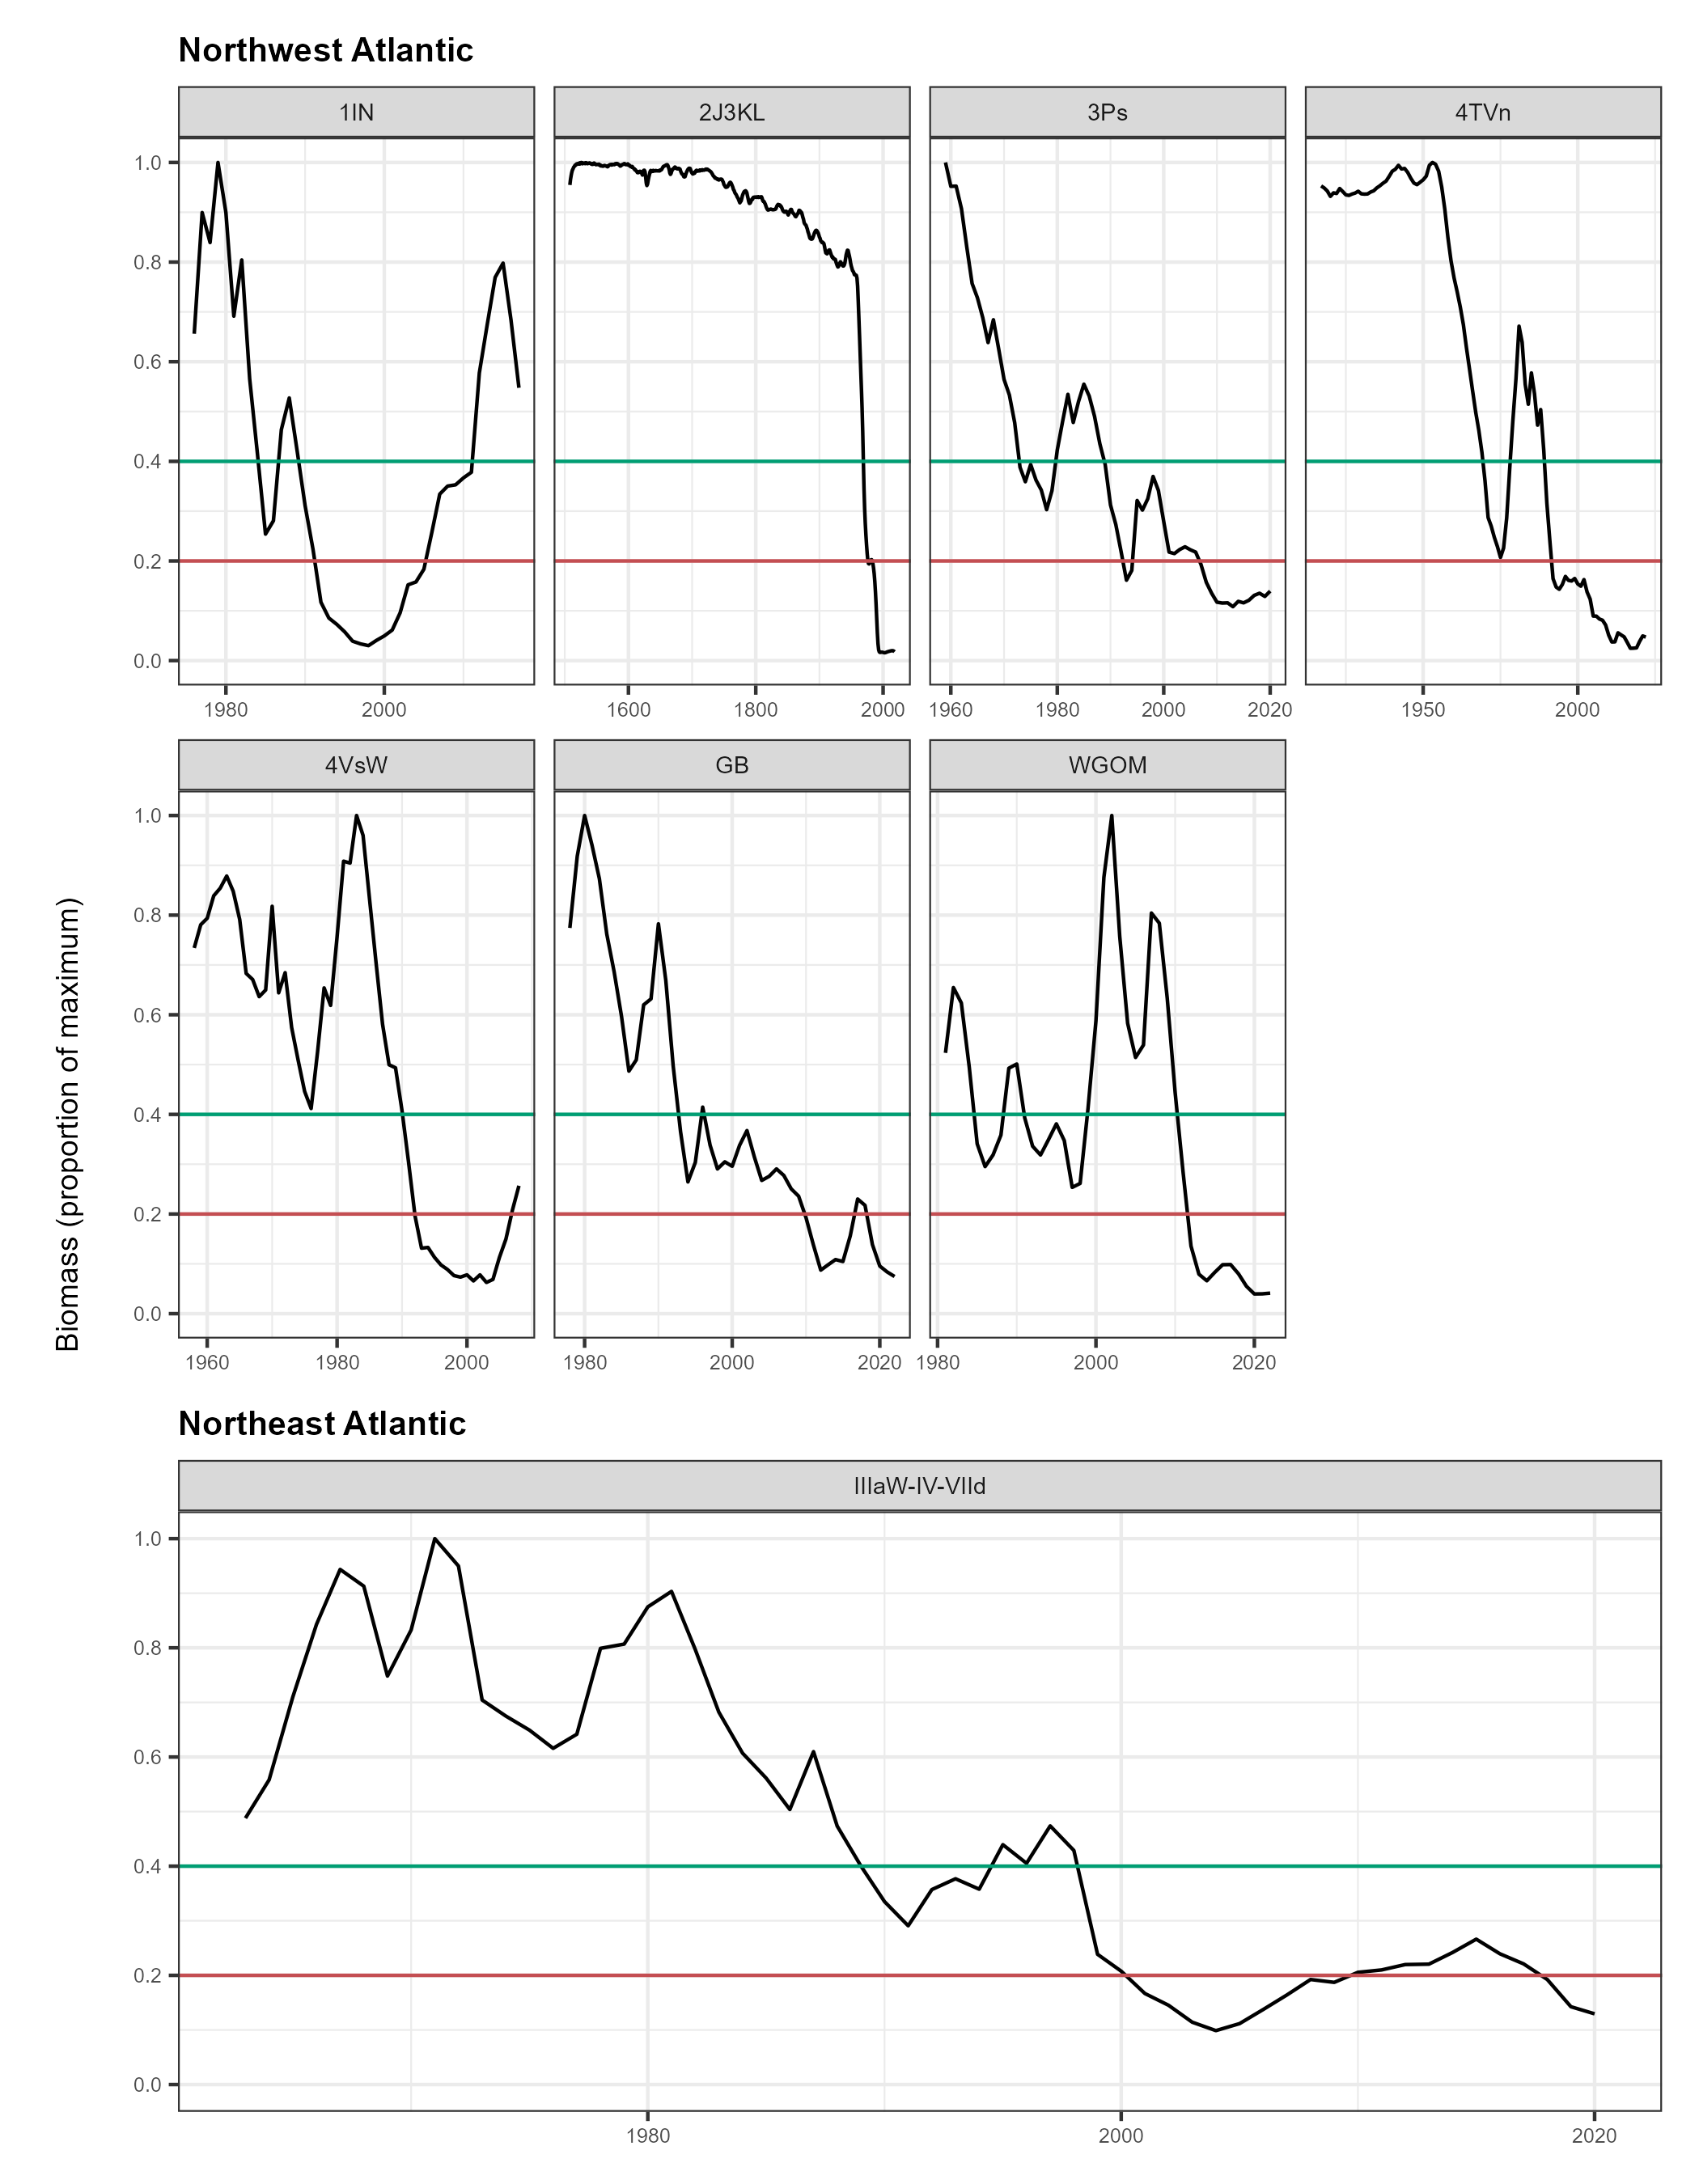 Northwest Atlantic
1IN 2J3KL 3Ps 4TVn
1.0
0.8
0.6
0.4
0.2
0.0
1980 2000 1600 1800 2000 1960 1980 2000 2020 1950 2000
4VsW GB WGOM
1.0
0.8
0.6
0.4
0.2
0.0
1960 1980 2000 1980 2000 2020 1980 2000 2020
Biomass (proportion of maximum)
Northeast Atlantic
IIIaW-IV-VIId
1.0
0.8
0.6
0.4
0.2
0.0
1980 2000 2020